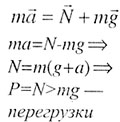 ma⃗ = N⃗ + mg⃗
ma=N-mg⇒
N=m(g+a)⇒
P=N>mg —
перегрузки